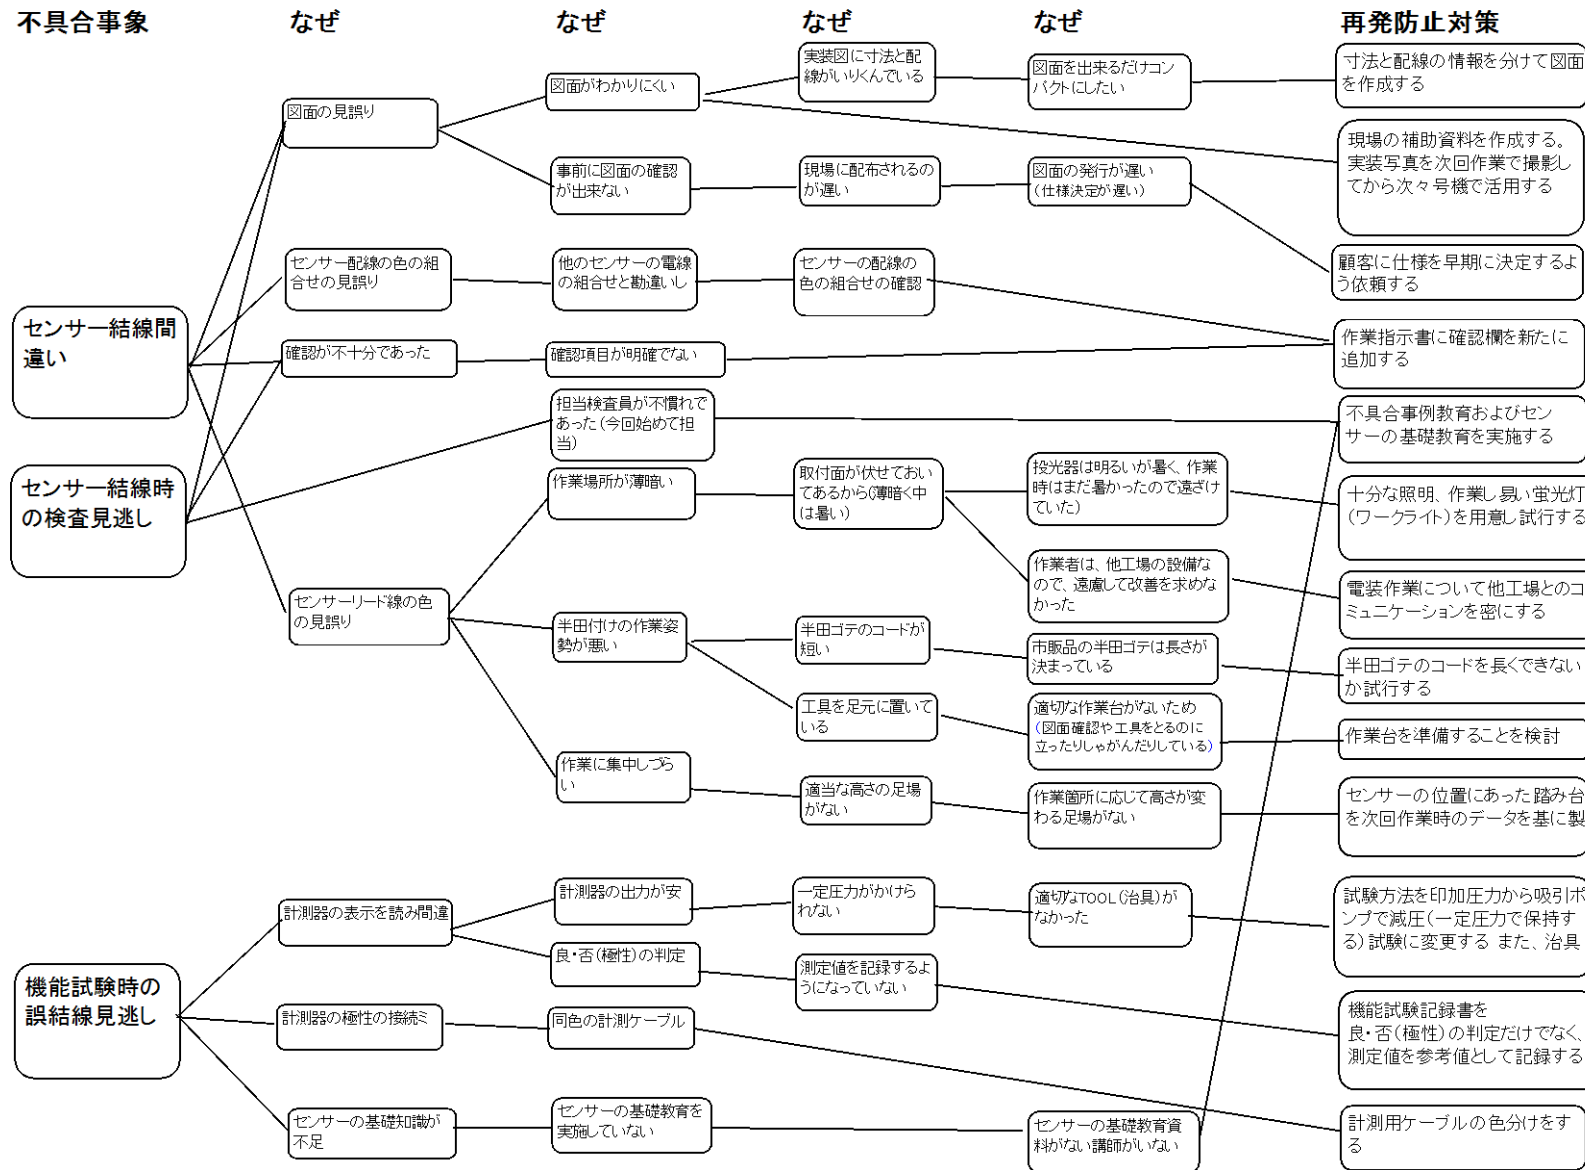 不具合事象
なぜ
なぜ
なぜ
なぜ
再発防止対策
センサー結線間
違い
センサー結線時
の検査見逃し
機能試験時の
誤結線見逃し
図面の見誤り
センサー配線の色の組
合せの見誤り
確認が不十分であった
センサーリード線の色
の見誤り
計測器の表示を読み間違
計測器の極性の接続ミ
センサーの基礎知識が
不足
図面がわかりにくい
事前に図面の確認
が出来ない
他のセンサーの電線
の組合せと勘違いし
確認項目が明確でない
担当検査員が不慣れで
あった(今回始めて担
当)
作業場所が薄暗い
半田付けの作業姿
勢が悪い
作業に集中しづら
い
計測器の出力が安
良・否(極性)の判定
同色の計測ケーブル
センサーの基礎教育を
実施していない
実装図に寸法と配
線がいりくんでいる
現場に配布されるの
が遅い
センサーの配線の
色の組合せの確認
取付面が伏せておい
てあるから(薄暗く中
は暑い)
半田ゴテのコードが
短い
工具を足元に置いて
いる
適当な高さの足場
がない
一定圧力がかけら
れない
測定値を記録するよ
うになっていない
図面を出来るだけコン
パクトにしたい
図面の発行が遅い
(仕様決定が遅い)
投光器は明るいが暑く、作業
時はまだ暑かったので遠ざけ
ていた)
作業者は、他工場の設備な
ので、遠慮して改善を求めな
かった
市販品の半田ゴテは長さが
決まっている
適切な作業台がないため
(図面確認や工具をとるのに
立ったりしゃがんだりしている)
作業箇所に応じて高さが変
わる足場がない
適切なTOOL(治具)が
なかった
センサーの基礎教育資
料がない講師がいない
寸法と配線の情報を分けて図面
を作成する
現場の補助資料を作成する。
実装写真を次回作業で撮影し
てから次々号機で活用する
顧客に仕様を早期に決定するよ
う依頼する
作業指示書に確認欄を新たに
追加する
不具合事例教育およびセン
サーの基礎教育を実施する
十分な照明、作業し易い蛍光灯
(ワークライト)を用意し試行する
電装作業について他工場とのコ
ミュニケーションを密にする
半田ゴテのコードを長くできない
か試行する
作業台を準備することを検討
センサーの位置にあった踏み台
を次回作業時のデータを基に製
試験方法を印加圧力から吸引ポ
ンプで減圧(一定圧力で保持す
る)試験に変更する また、治具
機能試験記録書を
良・否(極性)の判定だけでなく、
測定値を参考値として記録する
計測用ケーブルの色分けをす
る